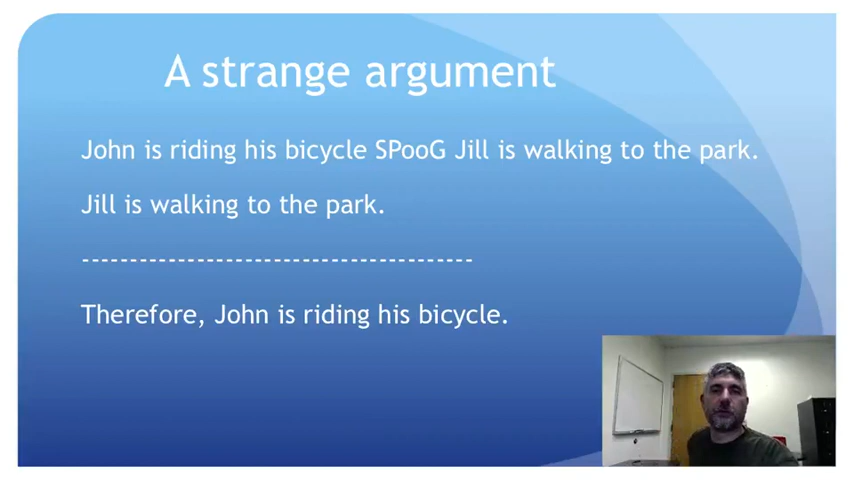 A strange argument
John is riding his bicycle SPooG Jill is walking to the park.
Jill is walking to the park.
-----------------------------------------
Therefore, John is riding his bicycle.